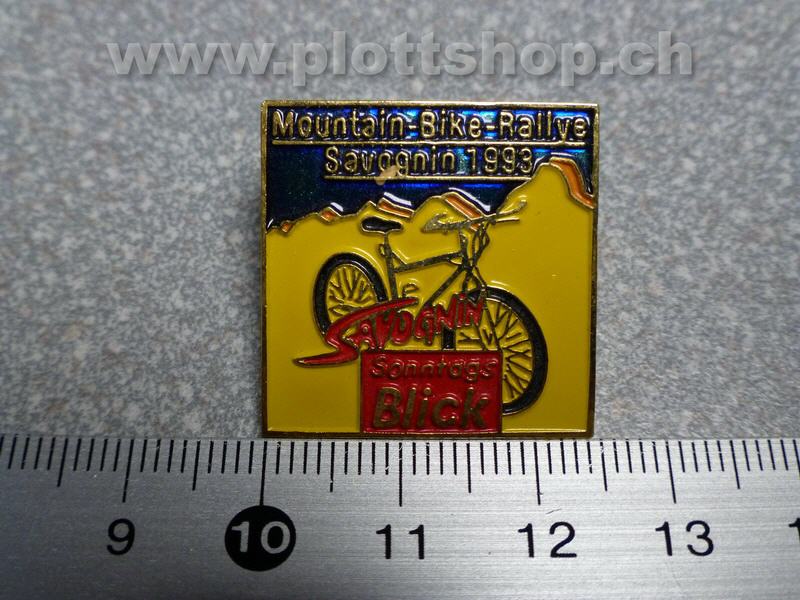 www.plottshop.ch
Mountain-Bike-Rallye
Savognin 1993
SAVOGNIN
Sonntags
Blick
9 10 11 12 13